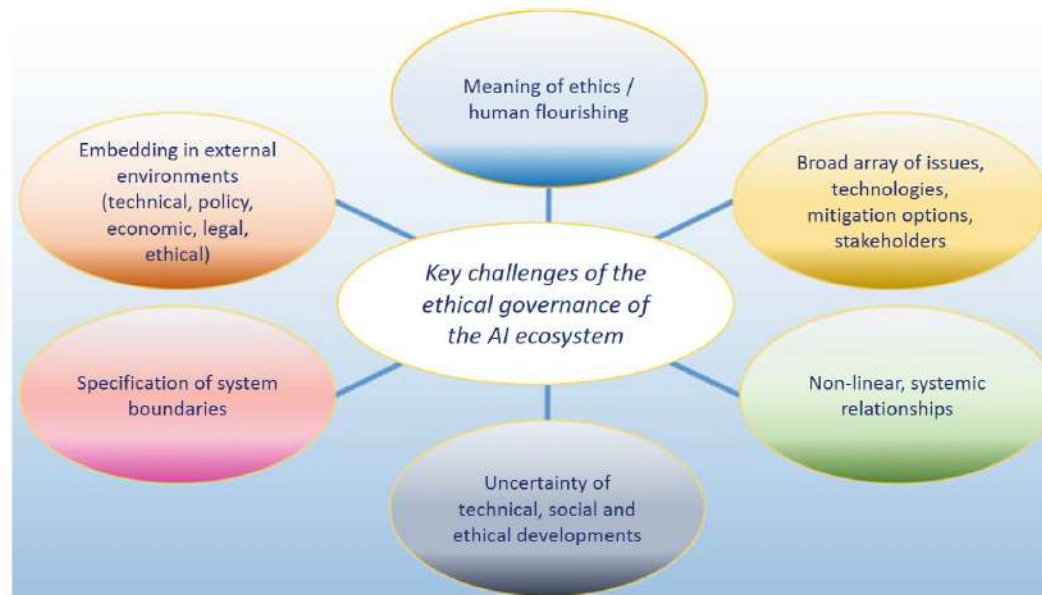 Meaning of ethics /
human flourishing
Embedding in external
environments
(technical, policy,
economic, legal,
ethical)
Broad array of issues,
technologies,
mitigation options,
stakeholders
Key challenges of the
ethical governance of
the AI ecosystem
Specification of system
boundaries
Non-linear, systemic
relationships
Uncertainty of
technical, social and
ethical developments